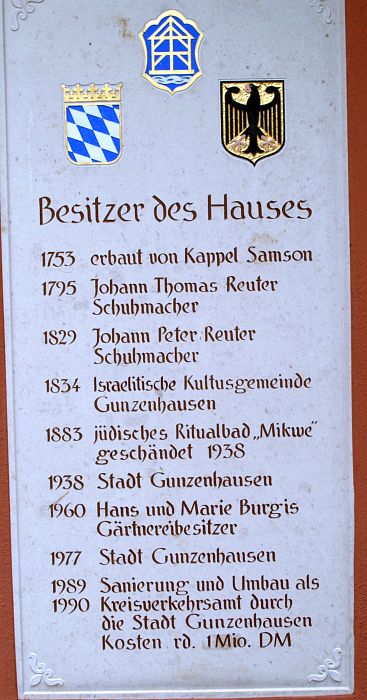 Besitzer des Hauses
1753 erbaut von Kappel Samson
1795 Johann Thomas Reuter
Schuhmacher
1829 Johann Peter Reuter
Schuhmacher
1834 Israelitische Kultusgemeinde
Gunzenhausen
1883 jüdisches Ritualbad „Mikwe"
geschändet 1938
1938 Stadt Gunzenhausen
1960 Hans und Marie Burgis
Gärtnereibesitzer
1977 Stadt Gunzenhausen
1989 Sanierung und Umbau als
1990 Kreisverkehrsamt durch
die Stadt Gunzenhausen
Kosten rd. 1 Mio. DM